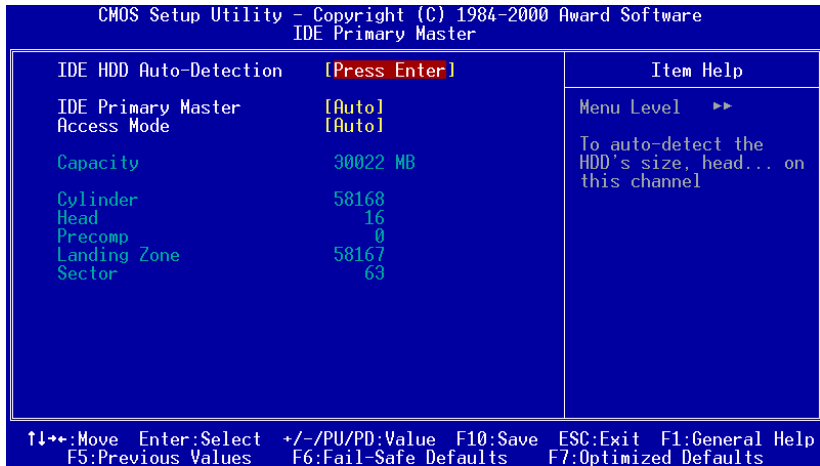 CMOS Setup Utility - Copyright (C) 1984-2000 Award Software
IDE Primary Master
IDE HDD Auto-Detection [Press Enter]
IDE Primary Master [Auto]
Access Mode [Auto]
Capacity 30022 MB
Cylinder 58168
Head 16
Precomp 0
Landing Zone 58167
Sector 63
Item Help
Menu Level ▸▸
To auto-detect the
HDD's size, head... on
this channel
↑↓→←:Move Enter:Select +/-/PU/PD:Value F10:Save ESC:Exit F1:General Help
F5:Previous Values F6:Fail-Safe Defaults F7:Optimized Defaults